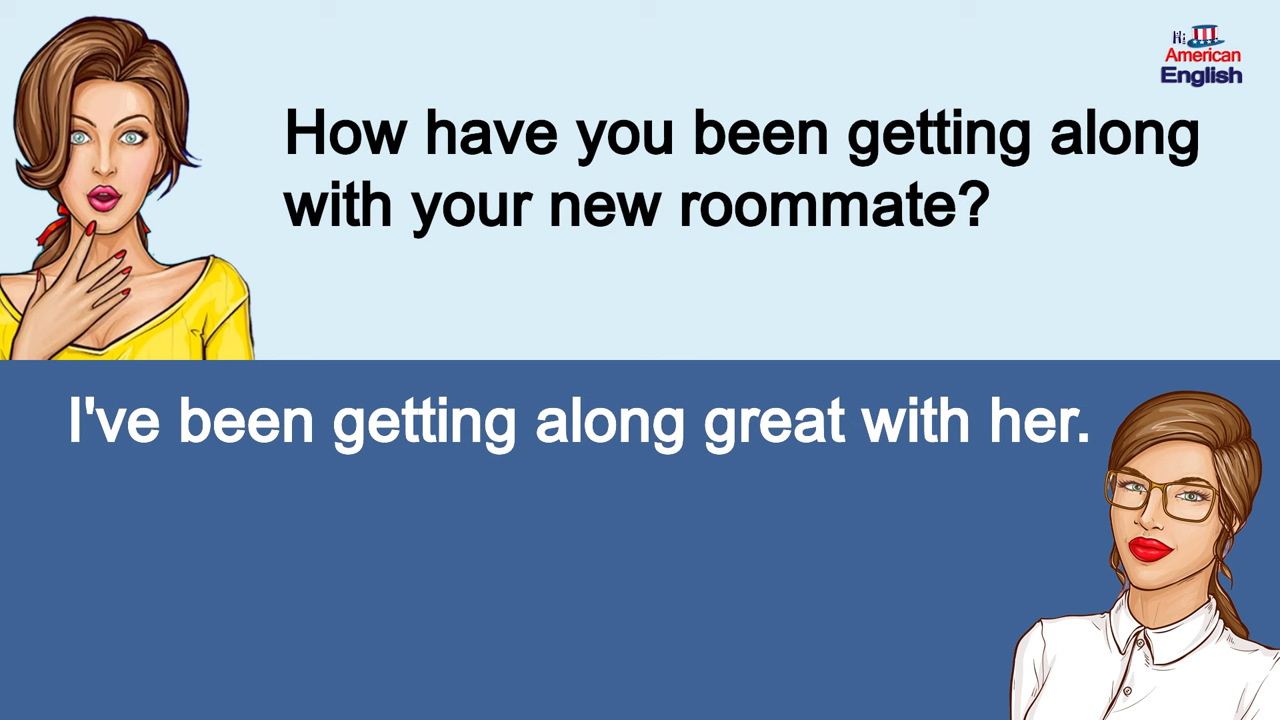 Hi
American
English
How have you been getting along
with your new roommate?
I've been getting along great with her.